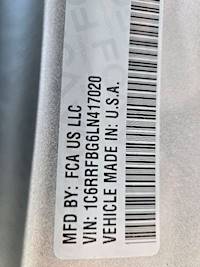 MFD BY: FCA US LLC
VIN: 1C6RRFBG6LN417020
VEHICLE MADE IN: U.S.A.